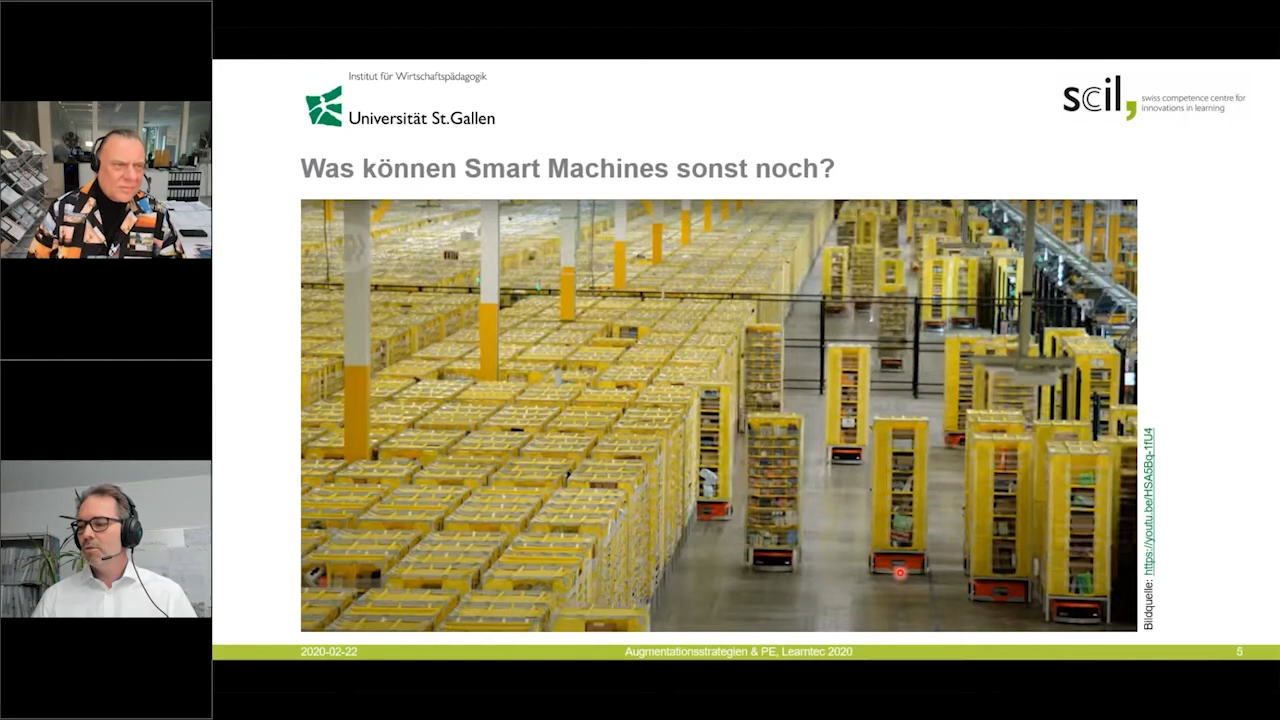 Institut für Wirtschaftspädagogik
Universität St.Gallen
scil,
swiss competence centre for
innovations in learning
Was können Smart Machines sonst noch?
Bildquelle: https://youtu.be/HSA5Bq-1fU4
2020-02-22
Augmentationsstrategien & PE, Learntec 2020
5